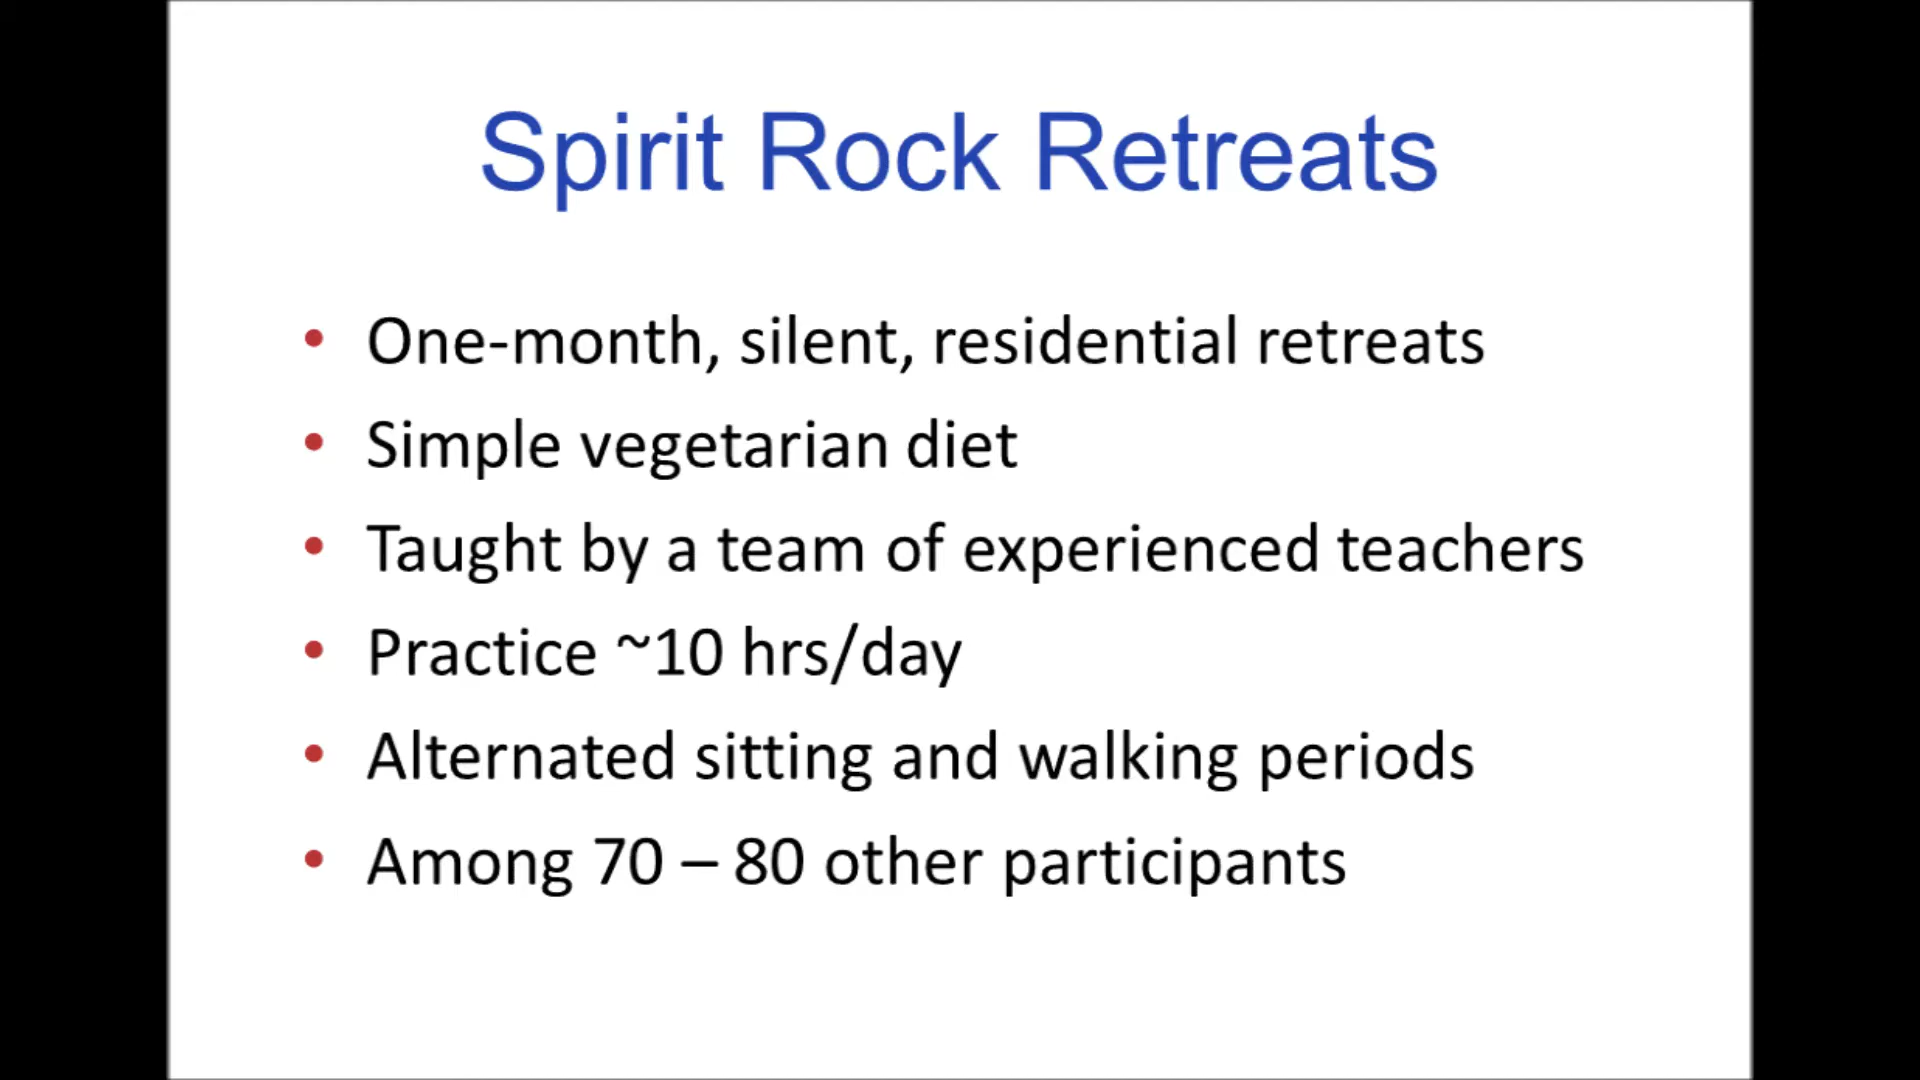 Spirit Rock Retreats
• One-month, silent, residential retreats
• Simple vegetarian diet
• Taught by a team of experienced teachers
• Practice ~10 hrs/day
• Alternated sitting and walking periods
• Among 70 – 80 other participants